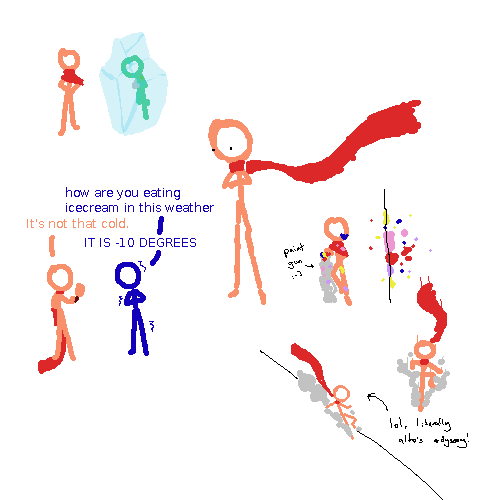 how are you eating
icecream in this weather
It's not that cold.
IT IS -10 DEGREES
paint
gun
:-)
lol, literally
alto's odyssey!